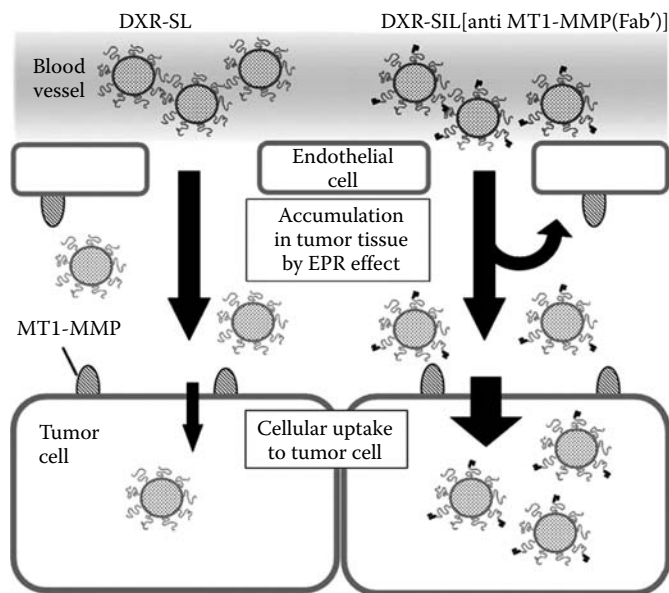 DXR-SL
DXR-SIL[anti MT1-MMP(Fab′)]
Blood
vessel
Endothelial
cell
Accumulation
in tumor tissue
by EPR effect
MT1-MMP
Tumor
cell
Cellular uptake
to tumor cell